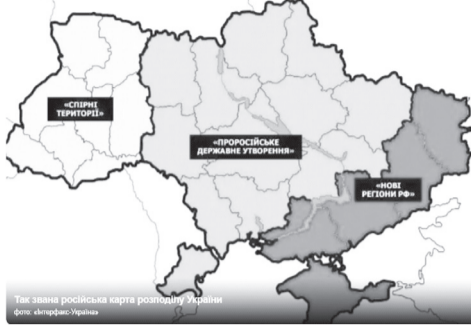 «СПІРНІ
ТЕРИТОРІЇ»
«ПРОРОСІЙСЬКЕ
ДЕРЖАВНЕ УТВОРЕННЯ»
«НОВІ
РЕГІОНИ РФ»
Так звана російська карта розподілу України
фото: «Інтерфакс-Україна»